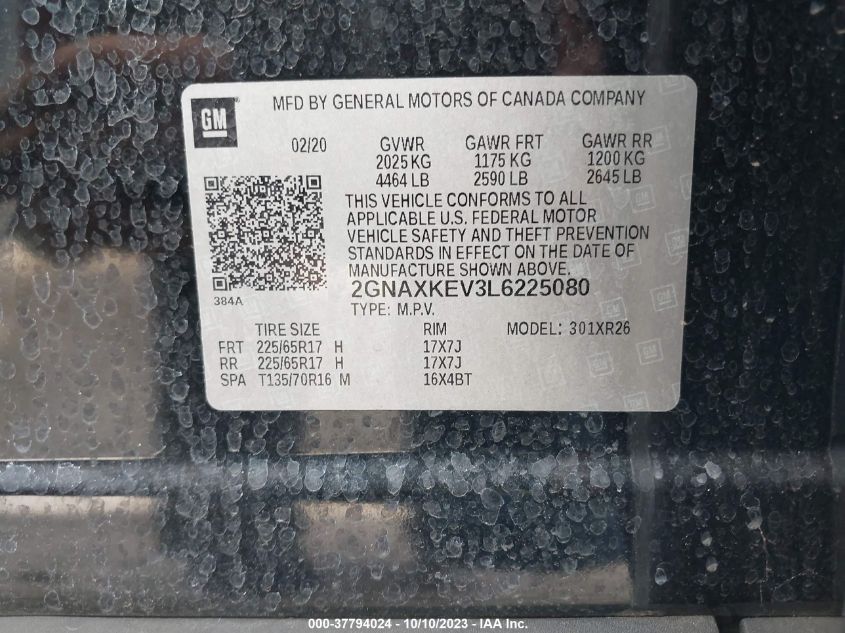 GM
MFD BY GENERAL MOTORS OF CANADA COMPANY
02/20 GVWR GAWR FRT GAWR RR
2025 KG 1175 KG 1200 KG
4464 LB 2590 LB 2645 LB
THIS VEHICLE CONFORMS TO ALL
APPLICABLE U.S. FEDERAL MOTOR
VEHICLE SAFETY AND THEFT PREVENTION
STANDARDS IN EFFECT ON THE DATE OF
MANUFACTURE SHOWN ABOVE.
384A
2GNAXKEV3L6225080
TYPE: M.P.V.
TIRE SIZE RIM MODEL: 301XR26
FRT 225/65R17 H 17X7J
RR 225/65R17 H 17X7J
SPA T135/70R16 M 16X4BT
000-37794024 - 10/10/2023 - IAA Inc.